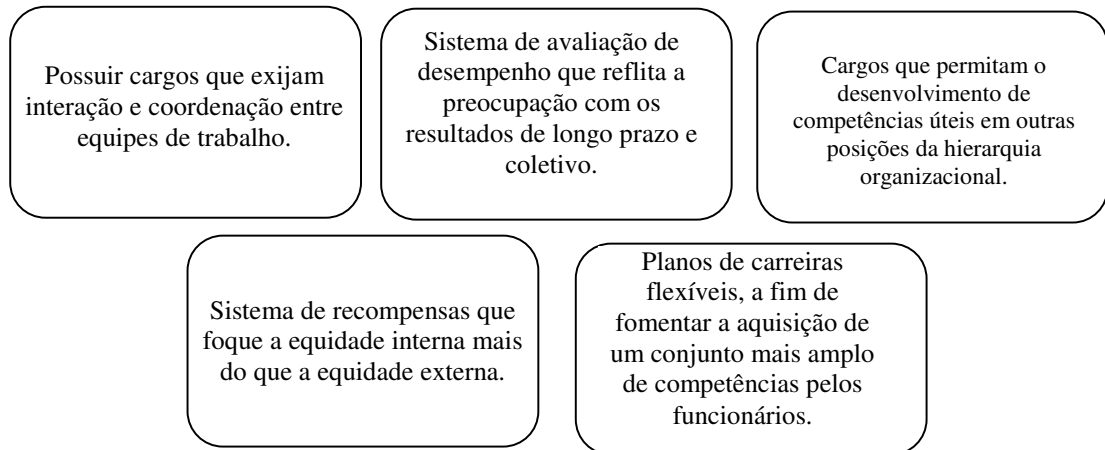 Possuir cargos que exijam
interação e coordenação entre
equipes de trabalho.
Sistema de avaliação de
desempenho que reflita a
preocupação com os
resultados de longo prazo e
coletivo.
Cargos que permitam o
desenvolvimento de
competências úteis em outras
posições da hierarquia
organizacional.
Sistema de recompensas que
foque a equidade interna mais
do que a equidade externa.
Planos de carreiras
flexíveis, a fim de
fomentar a aquisição de
um conjunto mais amplo
de competências pelos
funcionários.